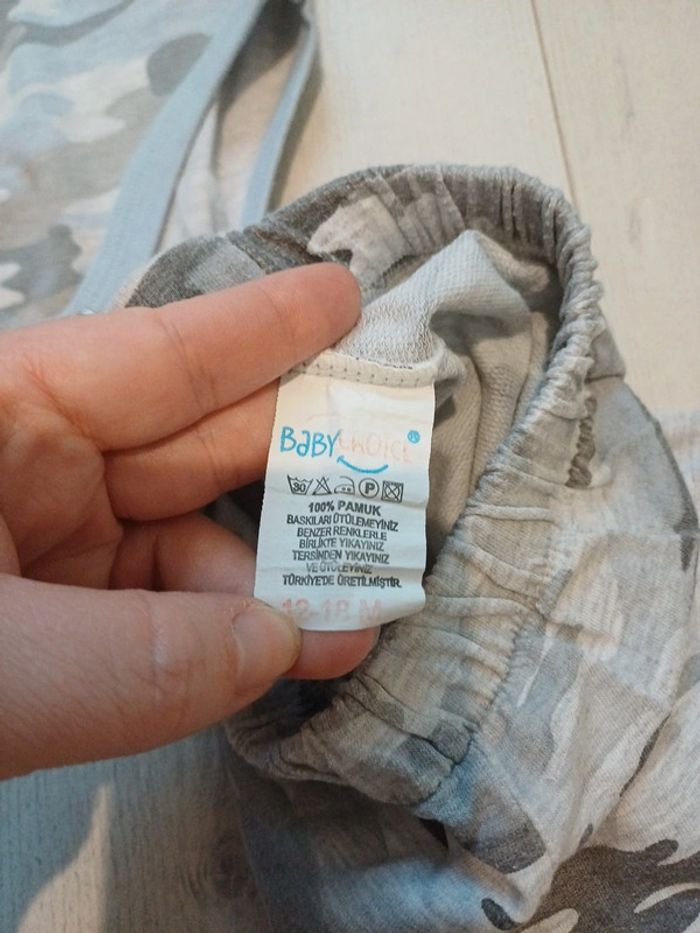 BaBY CHOICE®
30 P
100% PAMUK
BASKILARI ÜTÜLEMEYİNİZ
BENZER RENKLERLE
BİRLİKTE YIKAYINIZ
TERSİNDEN YIKAYINIZ
VE ÜTÜLEYİNİZ
TÜRKİYE'DE ÜRETİLMİŞTİR.
12-18 M